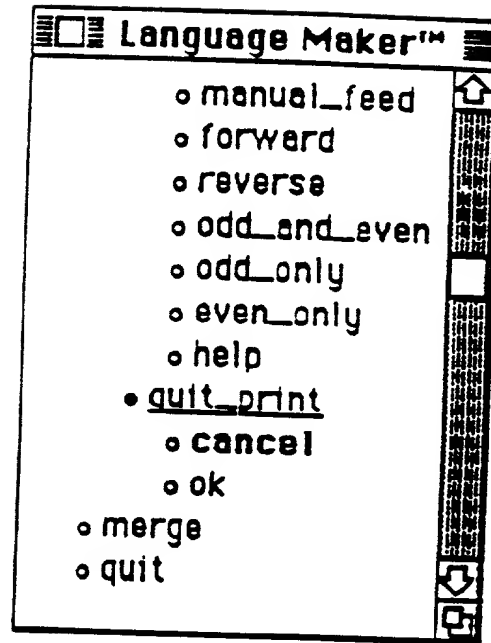 Language Maker™
manual_feed
forward
reverse
odd_and_even
odd_only
even_only
help
quit_print
cancel
ok
merge
quit